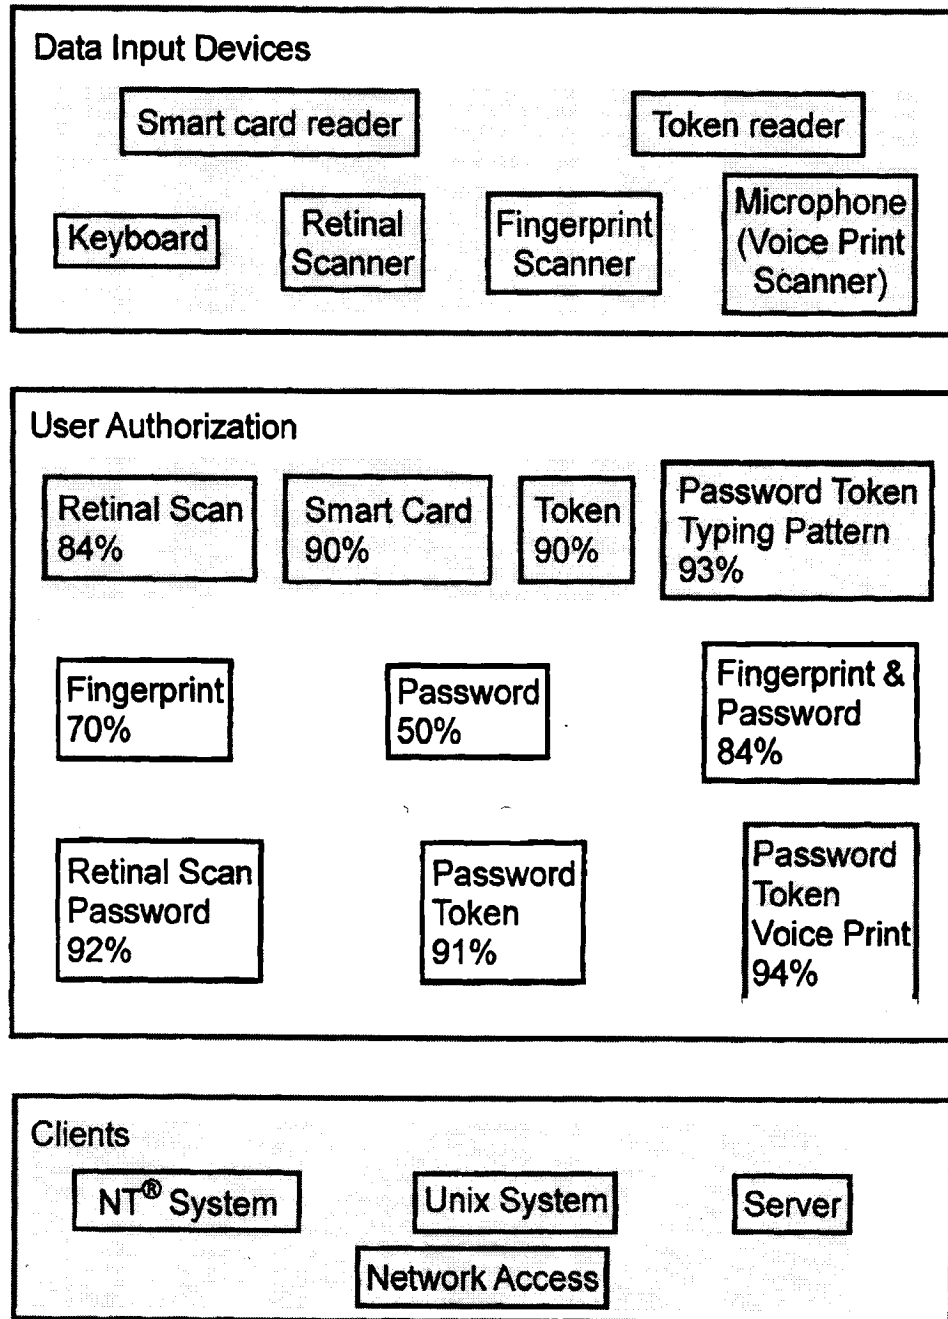 Data Input Devices
Smart card reader
Token reader
Keyboard
Retinal
Scanner
Fingerprint
Scanner
Microphone
(Voice Print
Scanner)
User Authorization
Retinal Scan
84%
Smart Card
90%
Token
90%
Password Token
Typing Pattern
93%
Fingerprint
70%
Password
50%
Fingerprint &
Password
84%
Retinal Scan
Password
92%
Password
Token
91%
Password
Token
Voice Print
94%
Clients
NT® System
Unix System
Server
Network Access